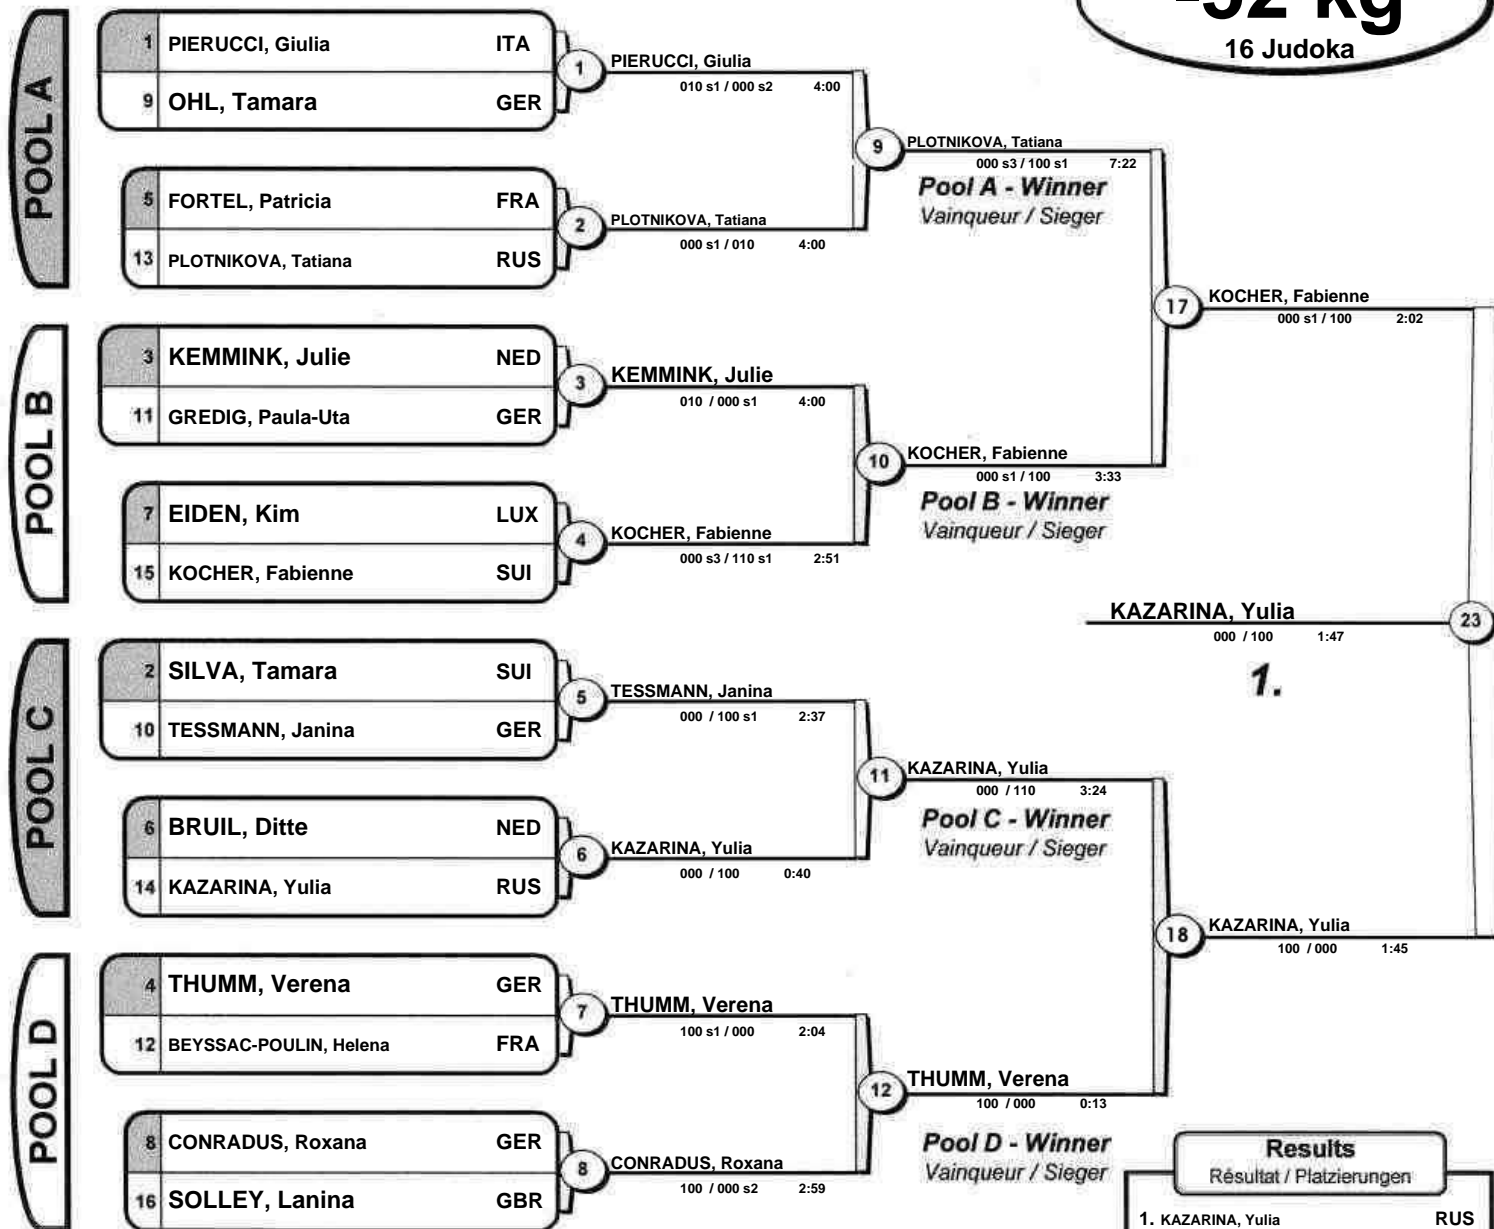 -52 kg
16 Judoka
POOL A
1 PIERUCCI, Giulia ITA
9 OHL, Tamara GER
1
PIERUCCI, Giulia
010 s1 / 000 s2 4:00
5 FORTEL, Patricia FRA
13 PLOTNIKOVA, Tatiana RUS
2
PLOTNIKOVA, Tatiana
000 s1 / 010 4:00
9
PLOTNIKOVA, Tatiana
000 s3 / 100 s1 7:22
Pool A - Winner
Vainqueur / Sieger
POOL B
3 KEMMINK, Julie NED
11 GREDIG, Paula-Uta GER
3
KEMMINK, Julie
010 / 000 s1 4:00
7 EIDEN, Kim LUX
15 KOCHER, Fabienne SUI
4
KOCHER, Fabienne
000 s3 / 110 s1 2:51
10
KOCHER, Fabienne
000 s1 / 100 3:33
Pool B - Winner
Vainqueur / Sieger
17
KOCHER, Fabienne
000 s1 / 100 2:02
KAZARINA, Yulia
000 / 100 1:47
23
1.
POOL C
2 SILVA, Tamara SUI
10 TESSMANN, Janina GER
5
TESSMANN, Janina
000 / 100 s1 2:37
6 BRUIL, Ditte NED
14 KAZARINA, Yulia RUS
6
KAZARINA, Yulia
000 / 100 0:40
11
KAZARINA, Yulia
000 / 110 3:24
Pool C - Winner
Vainqueur / Sieger
18
KAZARINA, Yulia
100 / 000 1:45
POOL D
4 THUMM, Verena GER
12 BEYSSAC-POULIN, Helena FRA
7
THUMM, Verena
100 s1 / 000 2:04
8 CONRADUS, Roxana GER
16 SOLLEY, Lanina GBR
8
CONRADUS, Roxana
100 / 000 s2 2:59
12
THUMM, Verena
100 / 000 0:13
Pool D - Winner
Vainqueur / Sieger
Results
Résultat / Platzierungen
1. KAZARINA, Yulia RUS